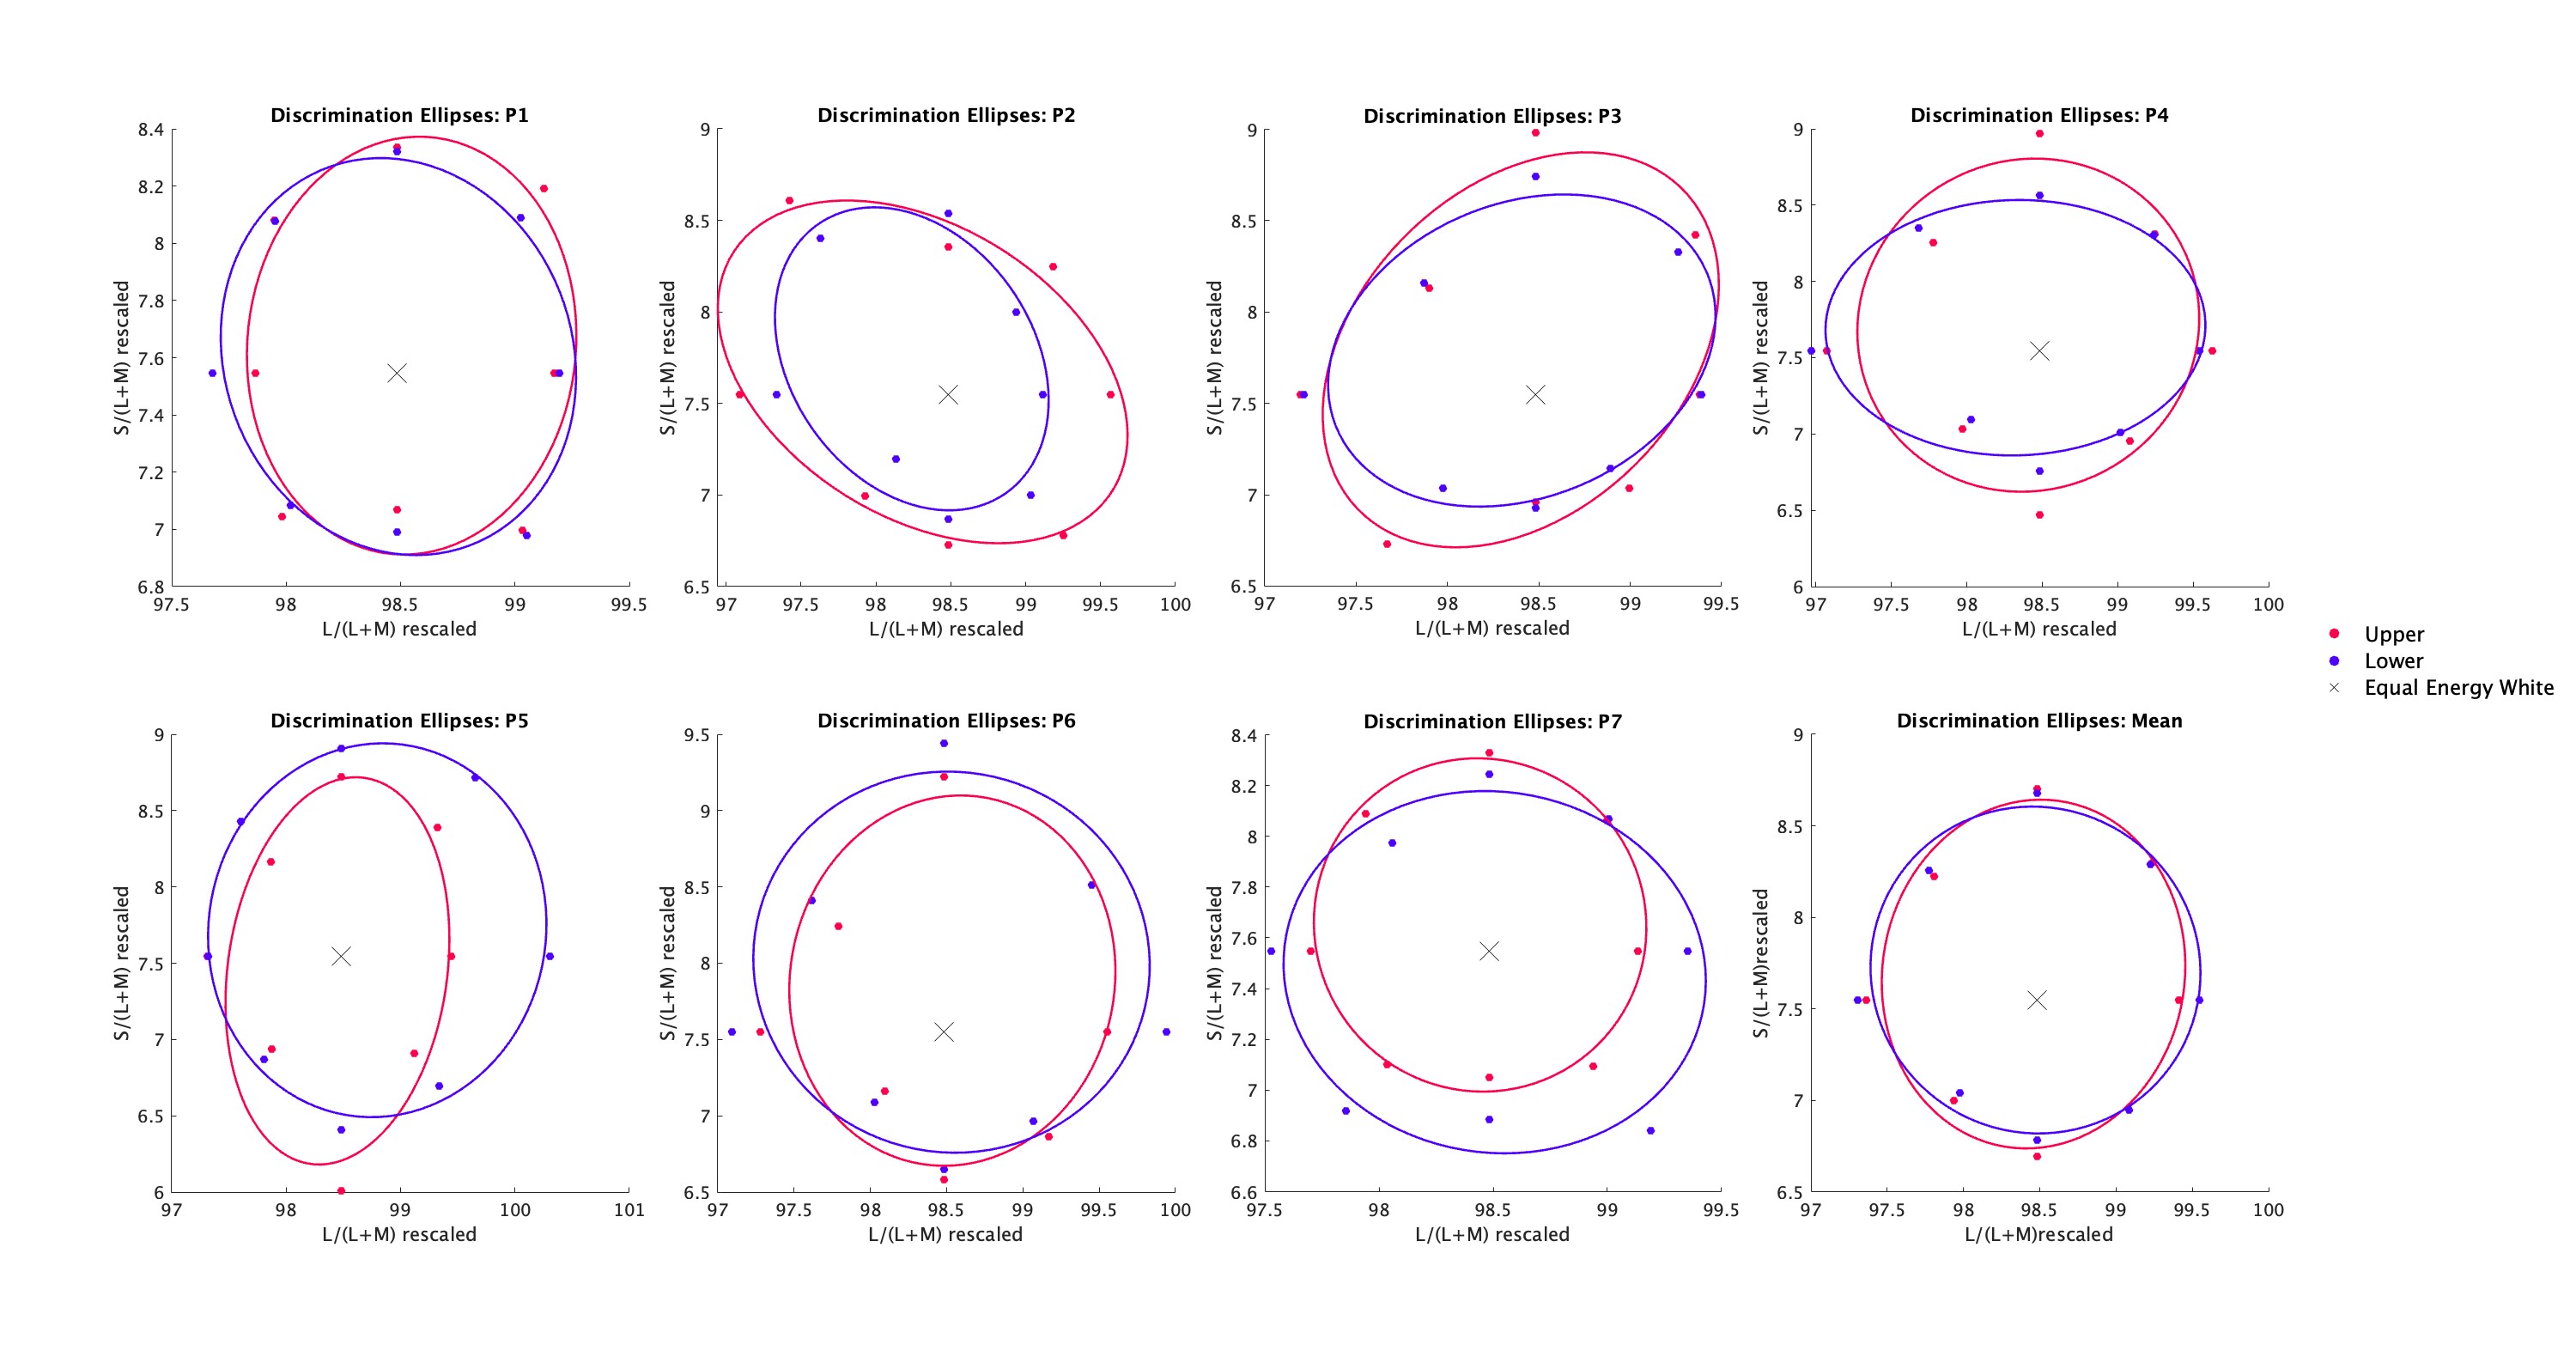 Discrimination Ellipses: P1
8.4
8.2
8
7.8
7.6
7.4
7.2
7
6.8
S/(L+M) rescaled
97.5 98 98.5 99 99.5
L/(L+M) rescaled
Discrimination Ellipses: P2
9
8.5
8
7.5
7
6.5
S/(L+M) rescaled
97 97.5 98 98.5 99 99.5 100
L/(L+M) rescaled
Discrimination Ellipses: P3
9
8.5
8
7.5
7
6.5
S/(L+M) rescaled
97 97.5 98 98.5 99 99.5
L/(L+M) rescaled
Discrimination Ellipses: P4
9
8.5
8
7.5
7
6.5
6
S/(L+M) rescaled
97 97.5 98 98.5 99 99.5 100
L/(L+M) rescaled
Upper
Lower
Equal Energy White
Discrimination Ellipses: P5
9
8.5
8
7.5
7
6.5
6
S/(L+M) rescaled
97 98 99 100 101
L/(L+M) rescaled
Discrimination Ellipses: P6
9.5
9
8.5
8
7.5
7
6.5
S/(L+M) rescaled
97 97.5 98 98.5 99 99.5 100
L/(L+M) rescaled
Discrimination Ellipses: P7
8.4
8.2
8
7.8
7.6
7.4
7.2
7
6.8
6.6
S/(L+M) rescaled
97.5 98 98.5 99 99.5
L/(L+M) rescaled
Discrimination Ellipses: Mean
9
8.5
8
7.5
7
6.5
S/(L+M)rescaled
97 97.5 98 98.5 99 99.5 100
L/(L+M)rescaled